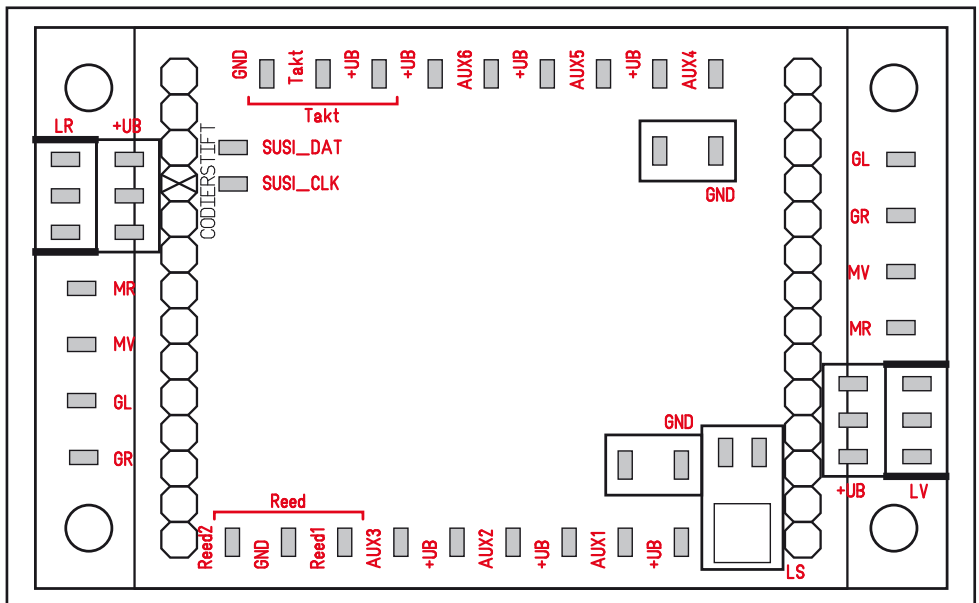 GND
Takt
+UB
+UB
AUX6
+UB
AUX5
+UB
AUX4
Takt
LR
+UB
CODIERSTIFT
SUSI_DAT
SUSI_CLK
GND
GL
GR
MV
MR
MR
MV
GL
GR
GND
+UB
LV
Reed
Reed2
GND
Reed1
AUX3
+UB
AUX2
+UB
AUX1
+UB
LS